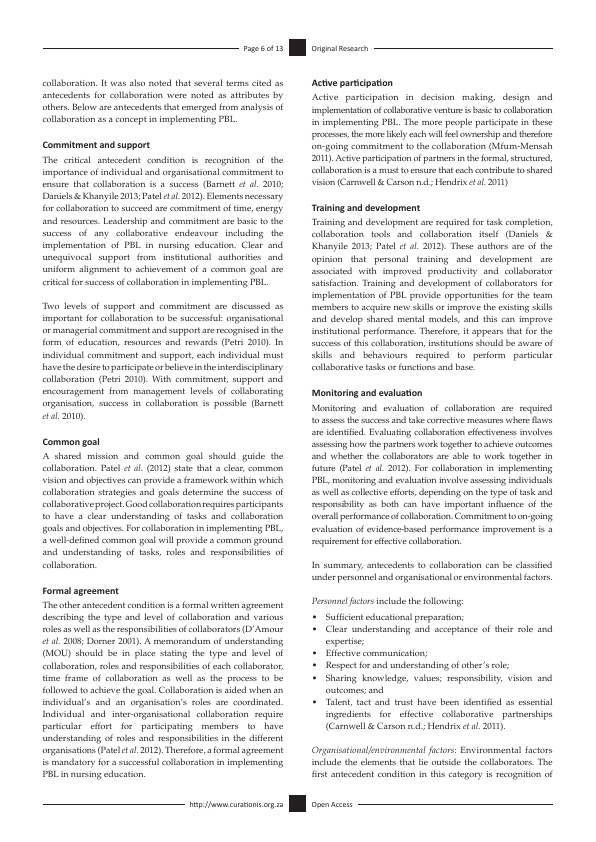 Page 6 of 13
Original Research
collaboration. It was also noted that several terms cited as
antecedents for collaboration were noted as attributes by
others. Below are antecedents that emerged from analysis of
collaboration as a concept in implementing PBL.
Commitment and support
The critical antecedent condition is recognition of the
importance of individual and organisational commitment to
ensure that collaboration is a success (Barnett et al. 2010;
Daniels & Khanyile 2013; Patel et al. 2012). Elements necessary
for collaboration to succeed are commitment of time, energy
and resources. Leadership and commitment are basic to the
success of any collaborative endeavour including the
implementation of PBL in nursing education. Clear and
unequivocal support from institutional authorities and
uniform alignment to achievement of a common goal are
critical for success of collaboration in implementing PBL.
Two levels of support and commitment are discussed as
important for collaboration to be successful: organisational
or managerial commitment and support are recognised in the
form of education, resources and rewards (Petri 2010). In
individual commitment and support, each individual must
have the desire to participate or believe in the interdisciplinary
collaboration (Petri 2010). With commitment, support and
encouragement from management levels of collaborating
organisation, success in collaboration is possible (Barnett
et al. 2010).
Common goal
A shared mission and common goal should guide the
collaboration. Patel et al. (2012) state that a clear, common
vision and objectives can provide a framework within which
collaboration strategies and goals determine the success of
collaborative project. Good collaboration requires participants
to have a clear understanding of tasks and collaboration
goals and objectives. For collaboration in implementing PBL,
a well-defined common goal will provide a common ground
and understanding of tasks, roles and responsibilities of
collaboration.
Formal agreement
The other antecedent condition is a formal written agreement
describing the type and level of collaboration and various
roles as well as the responsibilities of collaborators (D'Amour
et al. 2008; Dorner 2001). A memorandum of understanding
(MOU) should be in place stating the type and level of
collaboration, roles and responsibilities of each collaborator,
time frame of collaboration as well as the process to be
followed to achieve the goal. Collaboration is aided when an
individual's and an organisation's roles are coordinated.
Individual and inter-organisational collaboration require
particular effort for participating members to have
understanding of roles and responsibilities in the different
organisations (Patel et al. 2012). Therefore, a formal agreement
is mandatory for a successful collaboration in implementing
PBL in nursing education.
Active participation
Active participation in decision making, design and
implementation of collaborative venture is basic to collaboration
in implementing PBL. The more people participate in these
processes, the more likely each will feel ownership and therefore
on-going commitment to the collaboration (Mfum-Mensah
2011). Active participation of partners in the formal, structured,
collaboration is a must to ensure that each contribute to shared
vision (Carnwell & Carson n.d.; Hendrix et al. 2011)
Training and development
Training and development are required for task completion,
collaboration tools and collaboration itself (Daniels &
Khanyile 2013; Patel et al. 2012). These authors are of the
opinion that personal training and development are
associated with improved productivity and collaborator
satisfaction. Training and development of collaborators for
implementation of PBL provide opportunities for the team
members to acquire new skills or improve the existing skills
and develop shared mental models, and this can improve
institutional performance. Therefore, it appears that for the
success of this collaboration, institutions should be aware of
skills and behaviours required to perform particular
collaborative tasks or functions and base.
Monitoring and evaluation
Monitoring and evaluation of collaboration are required
to assess the success and take corrective measures where flaws
are identified. Evaluating collaboration effectiveness involves
assessing how the partners work together to achieve outcomes
and whether the collaborators are able to work together in
future (Patel et al. 2012). For collaboration in implementing
PBL, monitoring and evaluation involve assessing individuals
as well as collective efforts, depending on the type of task and
responsibility as both can have important influence of the
overall performance of collaboration. Commitment to on-going
evaluation of evidence-based performance improvement is a
requirement for effective collaboration.
In summary, antecedents to collaboration can be classified
under personnel and organisational or environmental factors.
Personnel factors include the following:
• Sufficient educational preparation;
• Clear understanding and acceptance of their role and
expertise;
• Effective communication;
• Respect for and understanding of other's role;
• Sharing knowledge, values; responsibility, vision and
outcomes; and
• Talent, tact and trust have been identified as essential
ingredients for effective collaborative partnerships
(Carnwell & Carson n.d.; Hendrix et al. 2011).
Organisational/environmental factors: Environmental factors
include the elements that lie outside the collaborators. The
first antecedent condition in this category is recognition of
http://www.curationis.org.za
Open Access